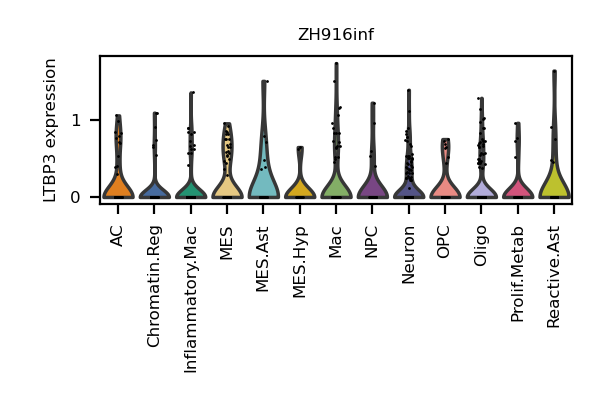 ZH916inf
LTBP3 expression
1
0
AC
Chromatin.Reg
Inflammatory.Mac
MES
MES.Ast
MES.Hyp
Mac
NPC
Neuron
OPC
Oligo
Prolif.Metab
Reactive.Ast